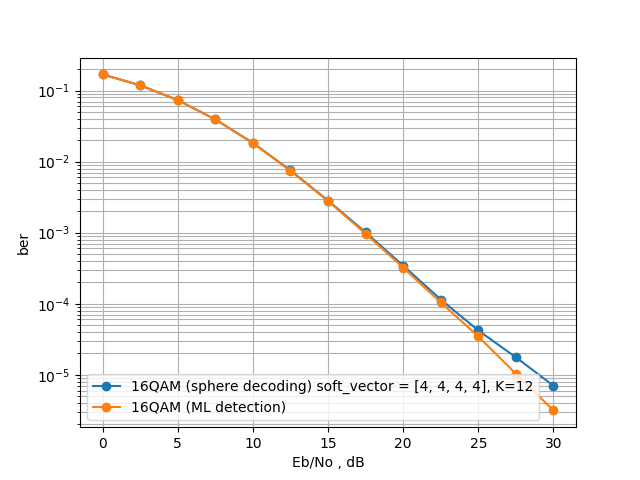 10⁻¹
10⁻²
10⁻³
10⁻⁴
10⁻⁵
ber
16QAM (sphere decoding) soft_vector = [4, 4, 4, 4], K=12
16QAM (ML detection)
0 5 10 15 20 25 30
Eb/No , dB